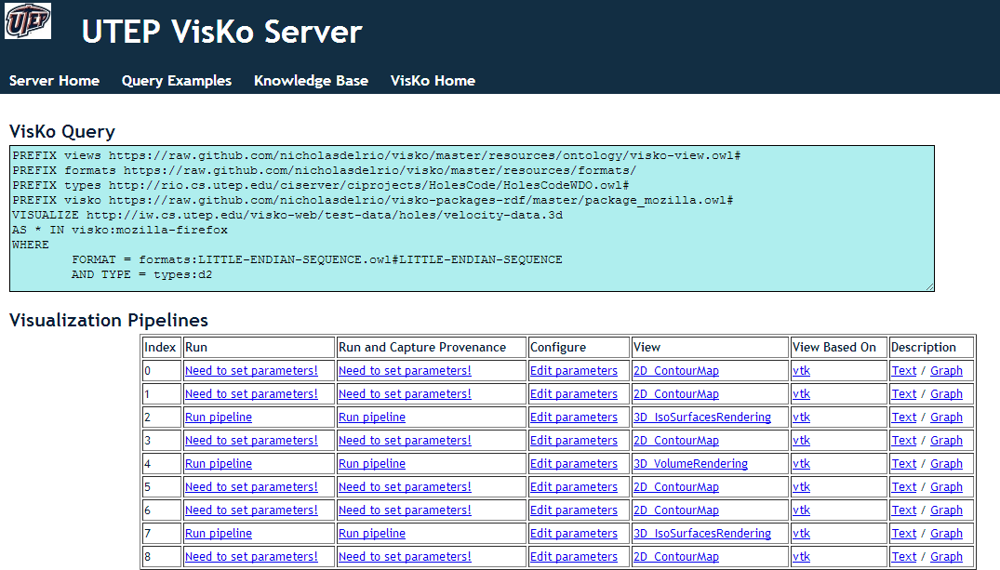 UTEP
UTEP VisKo Server
Server Home Query Examples Knowledge Base VisKo Home
VisKo Query
PREFIX views https://raw.github.com/nicholasdelrio/visko/master/resources/ontology/visko-view.owl#
PREFIX formats https://raw.github.com/nicholasdelrio/visko/master/resources/formats/
PREFIX types http://rio.cs.utep.edu/ciserver/ciprojects/HolesCode/HolesCodeWDO.owl#
PREFIX visko https://raw.github.com/nicholasdelrio/visko-packages-rdf/master/package_mozilla.owl#
VISUALIZE http://iw.cs.utep.edu/visko-web/test-data/holes/velocity-data.3d
AS * IN visko:mozilla-firefox
WHERE
FORMAT = formats:LITTLE-ENDIAN-SEQUENCE.owl#LITTLE-ENDIAN-SEQUENCE
AND TYPE = types:d2
Visualization Pipelines
Index Run Run and Capture Provenance Configure View View Based On Description
0 Need to set parameters! Need to set parameters! Edit parameters 2D_ContourMap vtk Text / Graph
1 Need to set parameters! Need to set parameters! Edit parameters 2D_ContourMap vtk Text / Graph
2 Run pipeline Run pipeline Edit parameters 3D_IsoSurfacesRendering vtk Text / Graph
3 Need to set parameters! Need to set parameters! Edit parameters 2D_ContourMap vtk Text / Graph
4 Run pipeline Run pipeline Edit parameters 3D_VolumeRendering vtk Text / Graph
5 Need to set parameters! Need to set parameters! Edit parameters 2D_ContourMap vtk Text / Graph
6 Need to set parameters! Need to set parameters! Edit parameters 2D_ContourMap vtk Text / Graph
7 Run pipeline Run pipeline Edit parameters 3D_IsoSurfacesRendering vtk Text / Graph
8 Need to set parameters! Need to set parameters! Edit parameters 2D_ContourMap vtk Text / Graph